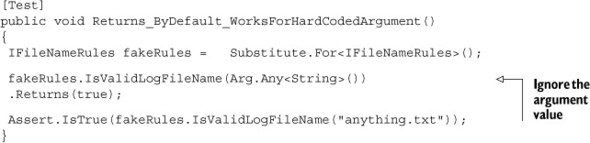 [Test]
public void Returns_ByDefault_WorksForHardCodedArgument()
{
IFileNameRules fakeRules = Substitute.For<IFileNameRules>();
fakeRules.IsValidLogFileName(Arg.Any<String>())
.Returns(true);
Ignore the
argument
value
Assert.IsTrue(fakeRules.IsValidLogFileName("anything.txt"));
}